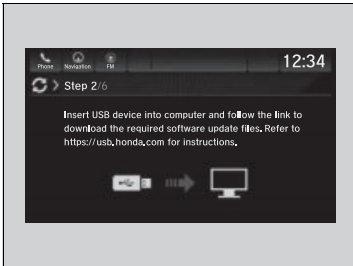 Phone Navigation FM 12:34
Step 2/6
Insert USB device into computer and follow the link to
download the required software update files. Refer to
https://usb.honda.com for instructions.